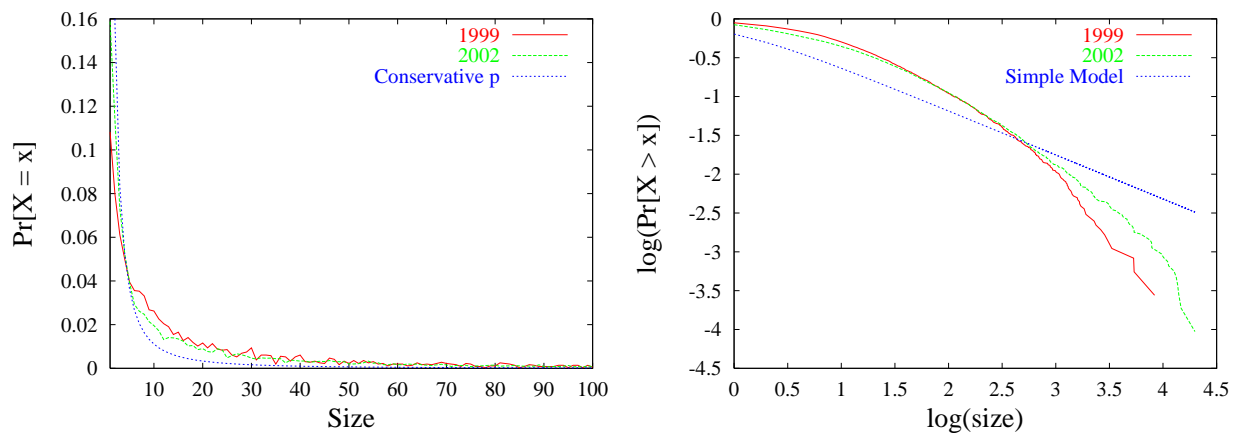 0.16
0.14
0.12
0.1
0.08
0.06
0.04
0.02
0
10 20 30 40 50 60 70 80 90 100
Pr[X = x]
Size
1999
2002
Conservative p
0
-0.5
-1
-1.5
-2
-2.5
-3
-3.5
-4
-4.5
0 0.5 1 1.5 2 2.5 3 3.5 4 4.5
log(Pr[X > x])
log(size)
1999
2002
Simple Model